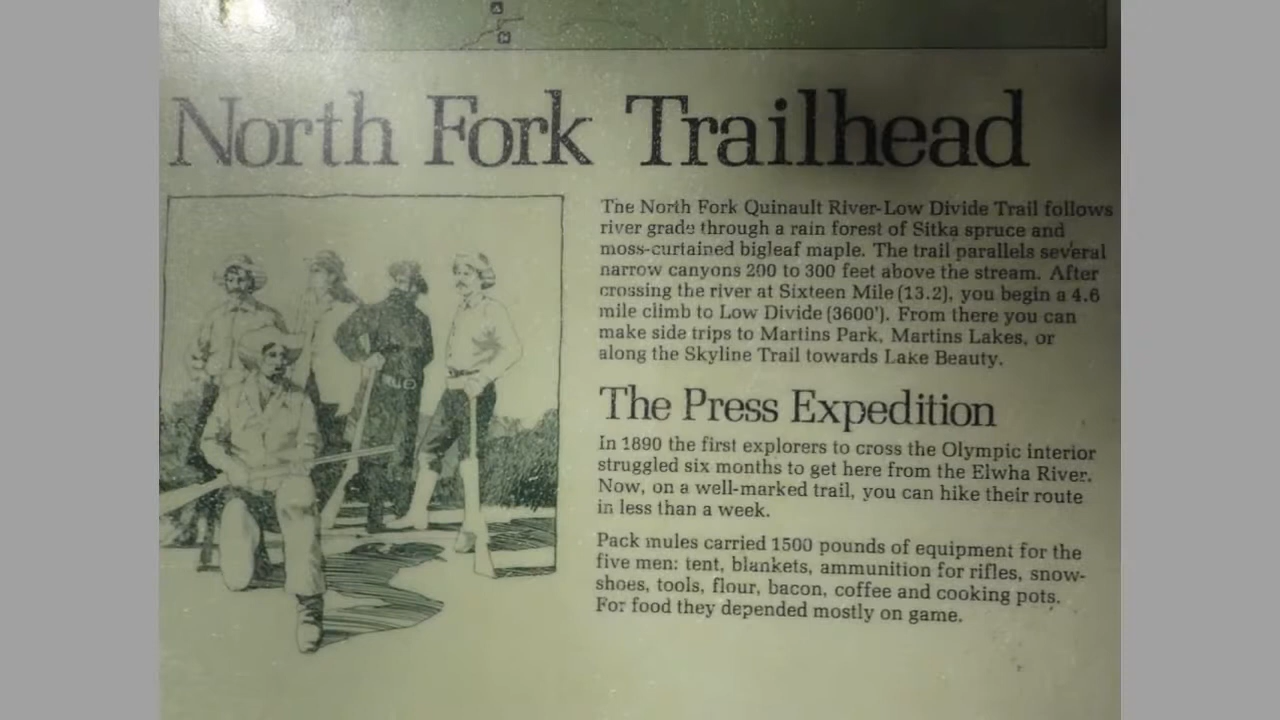 North Fork Trailhead
The North Fork Quinault River-Low Divide Trail follows
river grade through a rain forest of Sitka spruce and
moss-curtained bigleaf maple. The trail parallels several
narrow canyons 200 to 300 feet above the stream. After
crossing the river at Sixteen Mile (13.2), you begin a 4.6
mile climb to Low Divide (3600'). From there you can
make side trips to Martins Park, Martins Lakes, or
along the Skyline Trail towards Lake Beauty.
The Press Expedition
In 1890 the first explorers to cross the Olympic interior
struggled six months to get here from the Elwha River.
Now, on a well-marked trail, you can hike their route
in less than a week.
Pack mules carried 1500 pounds of equipment for the
five men: tent, blankets, ammunition for rifles, snow-
shoes, tools, flour, bacon, coffee and cooking pots.
For food they depended mostly on game.